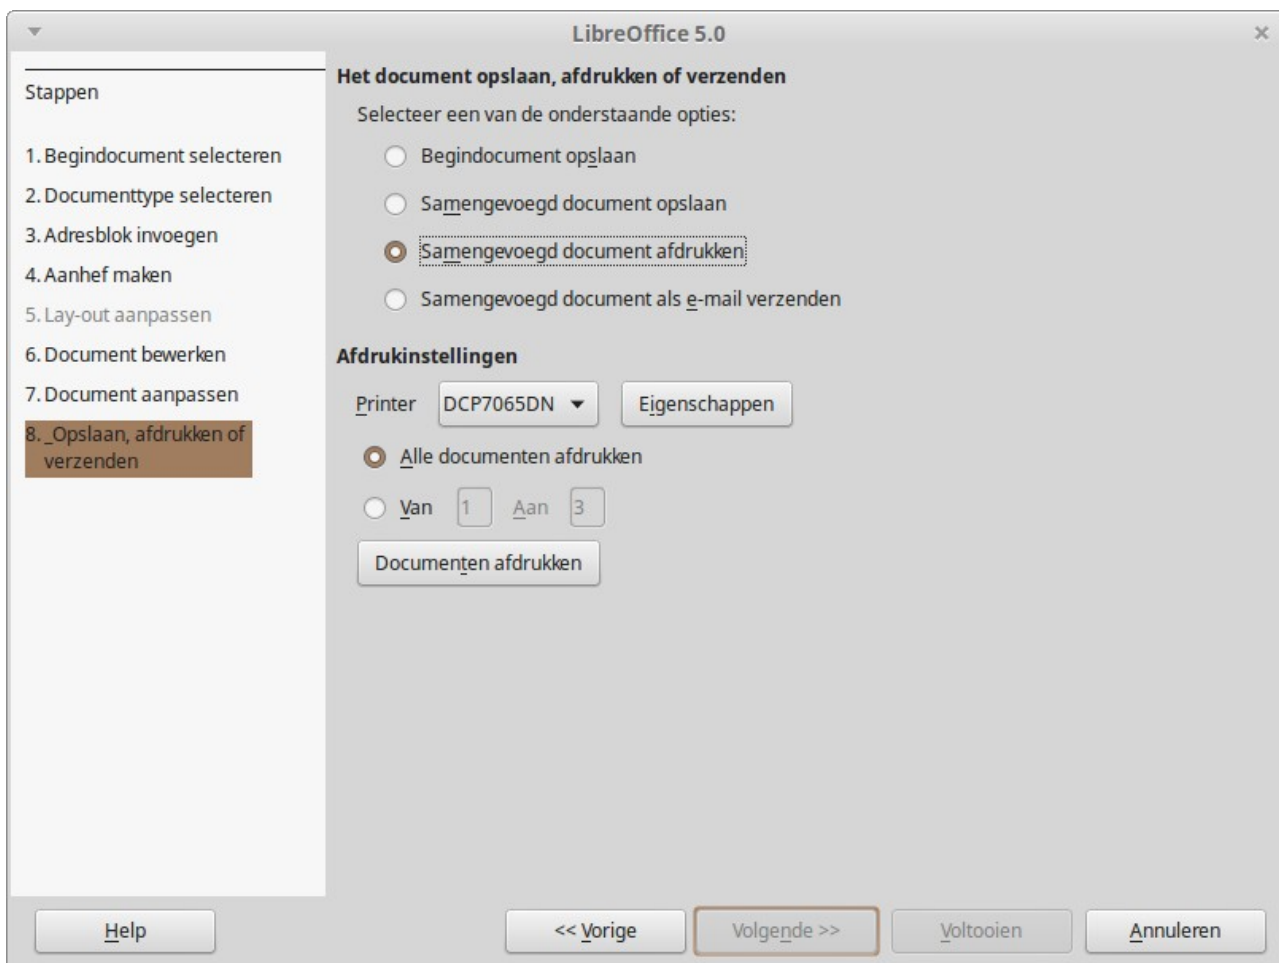 LibreOffice 5.0
Stappen
1. Begindocument selecteren
2. Documenttype selecteren
3. Adresblok invoegen
4. Aanhef maken
5. Lay-out aanpassen
6. Document bewerken
7. Document aanpassen
8. _Opslaan, afdrukken of
verzenden
Het document opslaan, afdrukken of verzenden
Selecteer een van de onderstaande opties:
Begindocument opslaan
Samengevoegd document opslaan
Samengevoegd document afdrukken
Samengevoegd document als e-mail verzenden
Afdrukinstellingen
Printer DCP7065DN Eigenschappen
Alle documenten afdrukken
Van 1 Aan 3
Documenten afdrukken
Help << Vorige Volgende >> Voltooien Annuleren